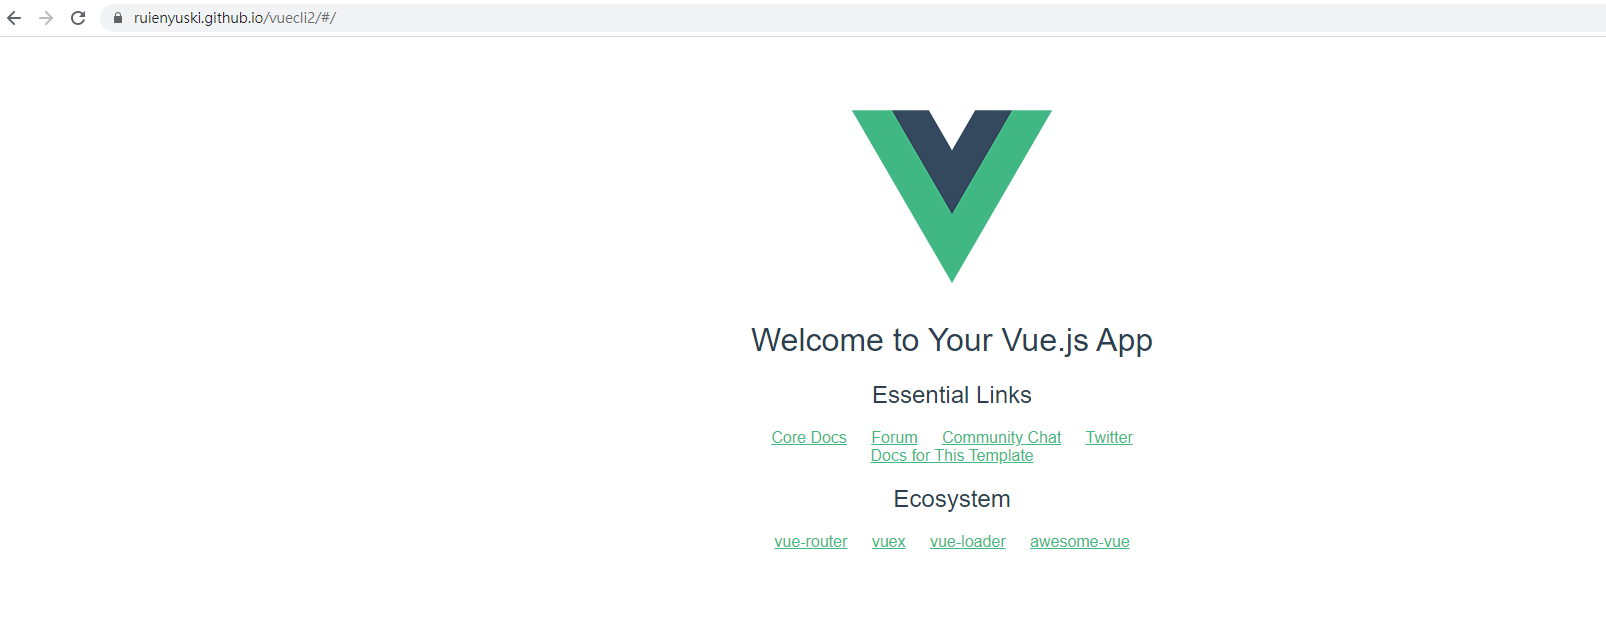 ruienyuski.github.io/vuecli2/#/
Welcome to Your Vue.js App
Essential Links
Core Docs Forum Community Chat Twitter
Docs for This Template
Ecosystem
vue-router vuex vue-loader awesome-vue